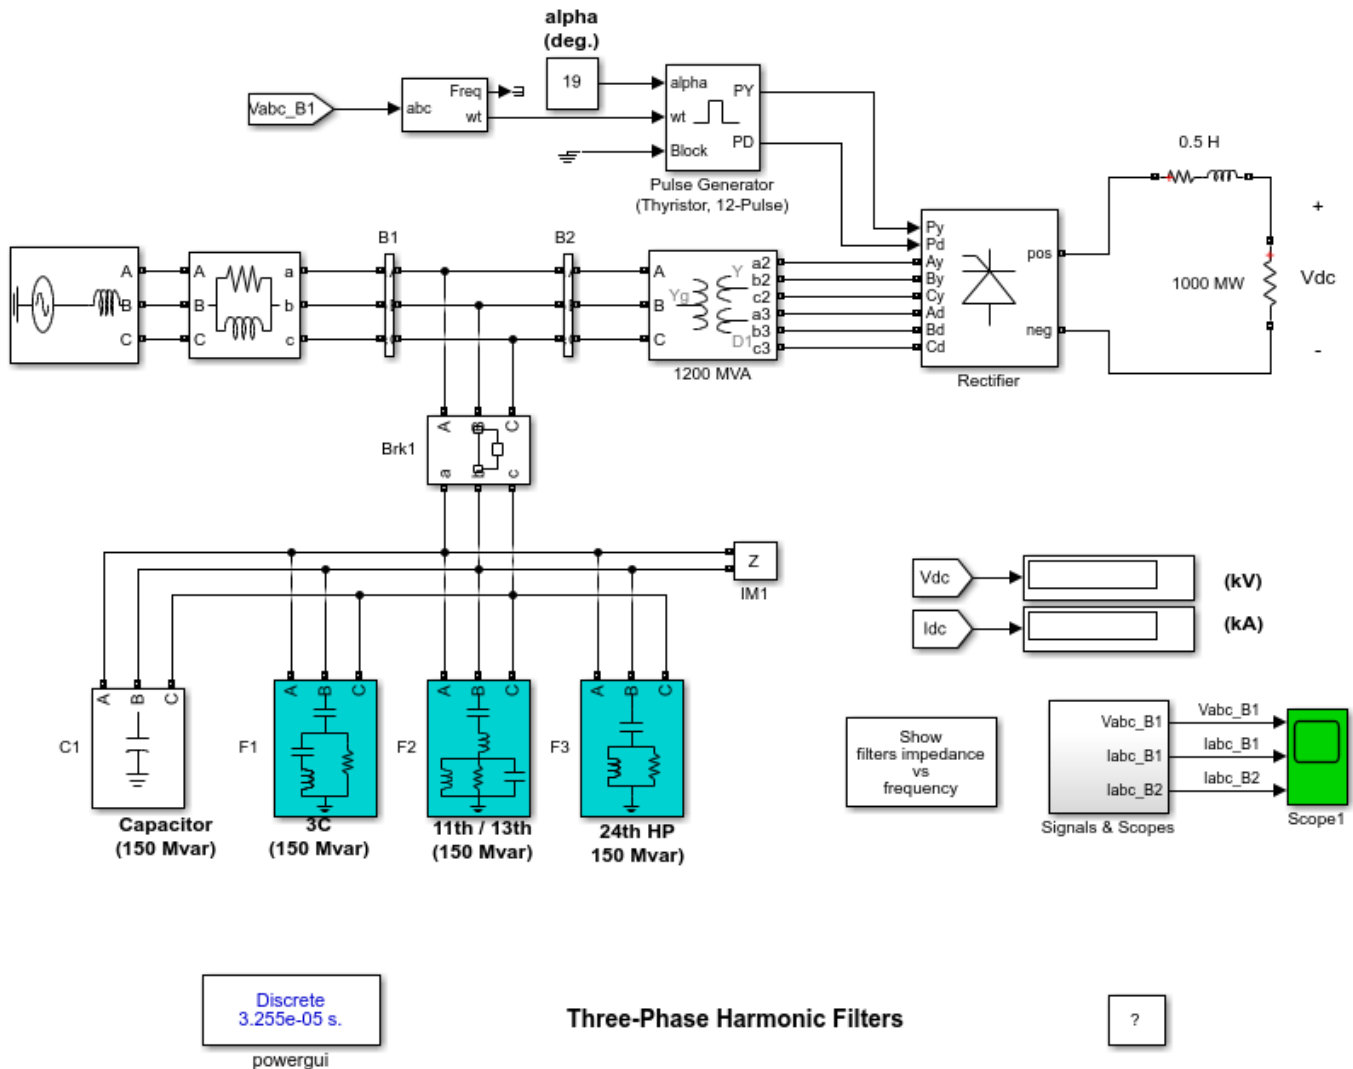 alpha
(deg.)
19
Vabc_B1
abc
Freq
wt
alpha
wt
Block
PY
PD
Pulse Generator
(Thyristor, 12-Pulse)
0.5 H
+
Vdc
-
1000 MW
A
B
C
A
B
C
a
b
c
B1
B2
A
B
C
Yg
Y
D1
a2
b2
c2
a3
b3
c3
1200 MVA
Py
Pd
Ay
By
Cy
Ad
Bd
Cd
pos
neg
Rectifier
Brk1
A
B
C
a
b
c
Z
IM1
Vdc
(kV)
Idc
(kA)
A
B
C
C1
Capacitor
(150 Mvar)
A
B
C
F1
3C
(150 Mvar)
A
B
C
F2
11th / 13th
(150 Mvar)
A
B
C
F3
24th HP
150 Mvar)
Show
filters impedance
vs
frequency
Vabc_B1
Iabc_B1
Iabc_B2
Signals & Scopes
Vabc_B1
Iabc_B1
Iabc_B2
Scope1
Discrete
3.255e-05 s.
powergui
Three-Phase Harmonic Filters
?